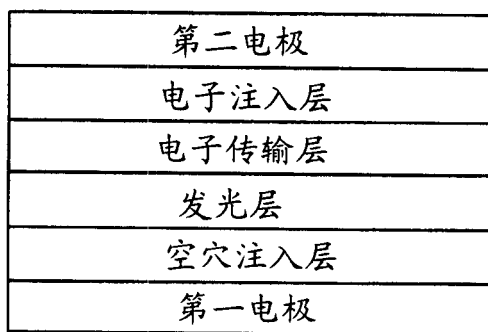 第二电极
电子注入层
电子传输层
发光层
空穴注入层
第一电极